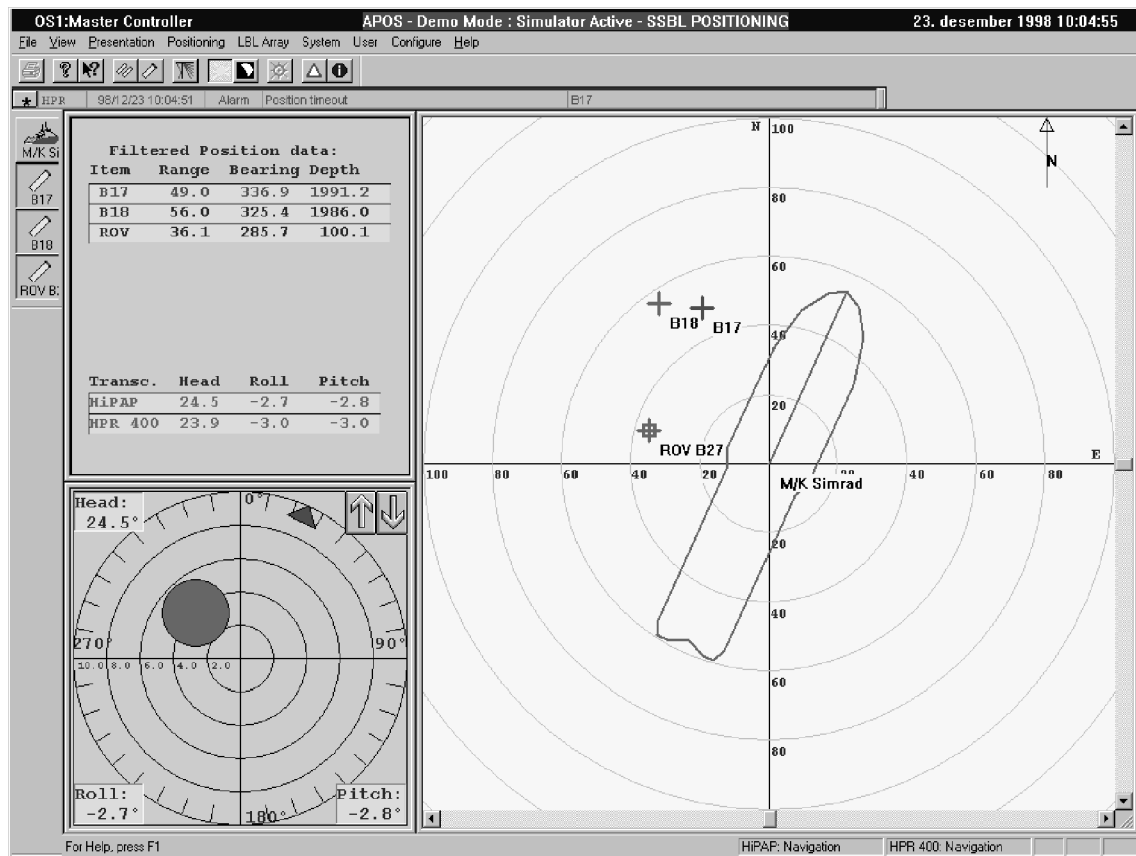 OS1:Master Controller APOS - Demo Mode : Simulator Active - SSBL POSITIONING 23. desember 1998 10:04:55
File View Presentation Positioning LBL Array System User Configure Help
HPR 98/12/23 10:04:51 Alarm Position timeout B17
M/K Si
B17
B18
ROV B:
Filtered Position data:
Item Range Bearing Depth
B17 49.0 336.9 1991.2
B18 56.0 325.4 1986.0
ROV 36.1 285.7 100.1
Transc. Head Roll Pitch
HiPAP 24.5 -2.7 -2.8
HPR 400 23.9 -3.0 -3.0
Head:
24.5°
0°
270°
90°
10.0 8.0 6.0 4.0 2.0
Roll:
-2.7°
180°
Pitch:
-2.8°
N 100
N
80
60
B18 B17
40
20
ROV B27
E
100 80 60 40 20 20 40 60 80
M/K Simrad
20
40
60
80
For Help, press F1 HiPAP: Navigation HPR 400: Navigation